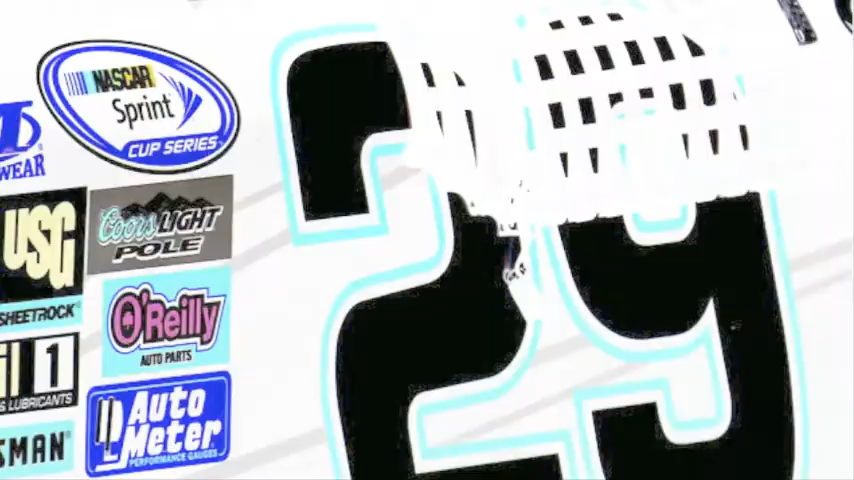 NASCAR
Sprint
CUP SERIES
WEAR
USG
SHEETROCK
Coors LIGHT
POLE
O'Reilly
AUTO PARTS
1
& LUBRICANTS
SMAN
Auto
Meter
PERFORMANCE GAUGES
29